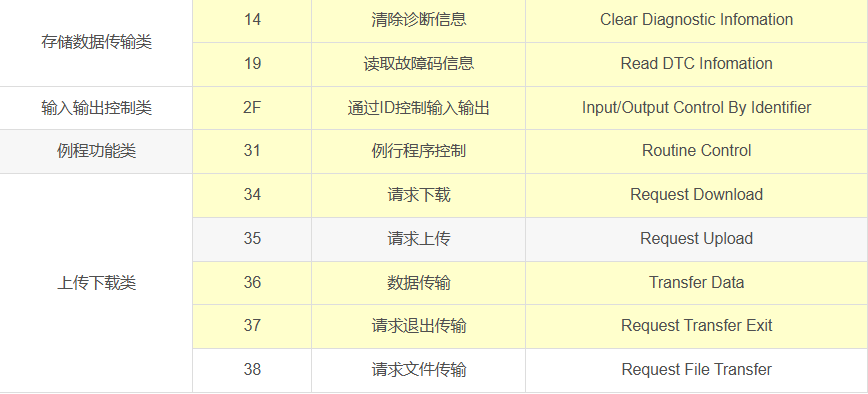 存储数据传输类 14 清除诊断信息 Clear Diagnostic Infomation
19 读取故障码信息 Read DTC Infomation
输入输出控制类 2F 通过ID控制输入输出 Input/Output Control By Identifier
例程功能类 31 例行程序控制 Routine Control
上传下载类 34 请求下载 Request Download
35 请求上传 Request Upload
36 数据传输 Transfer Data
37 请求退出传输 Request Transfer Exit
38 请求文件传输 Request File Transfer